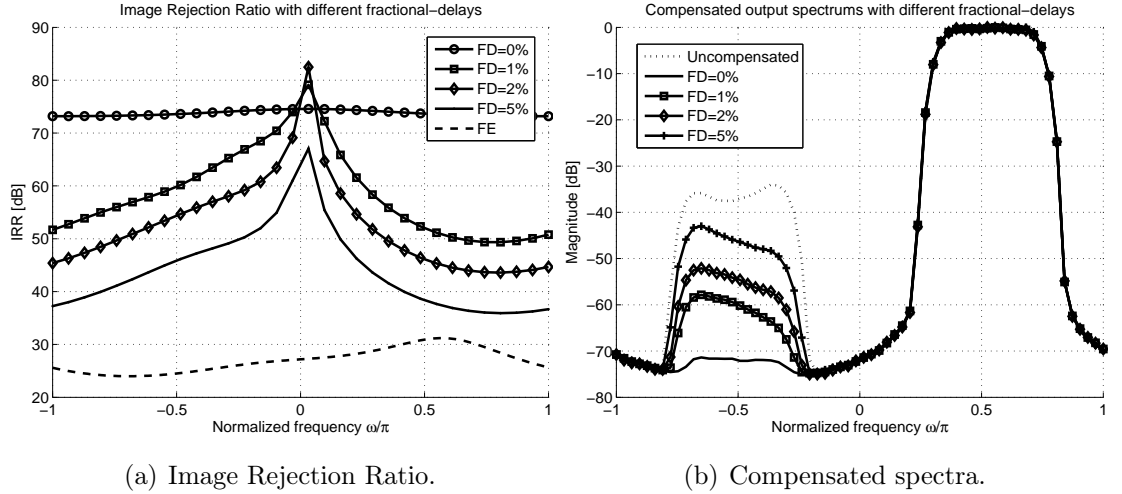 Image Rejection Ratio with different fractional−delays
90
80
70
60
50
40
30
20
IRR [dB]
FD=0%
FD=1%
FD=2%
FD=5%
FE
−1
−0.5
0
0.5
1
Normalized frequency ω/π
(a) Image Rejection Ratio.
Compensated output spectrums with different fractional−delays
0
−10
−20
−30
−40
−50
−60
−70
−80
Magnitude [dB]
Uncompensated
FD=0%
FD=1%
FD=2%
FD=5%
−1
−0.5
0
0.5
1
Normalized frequency ω/π
(b) Compensated spectra.